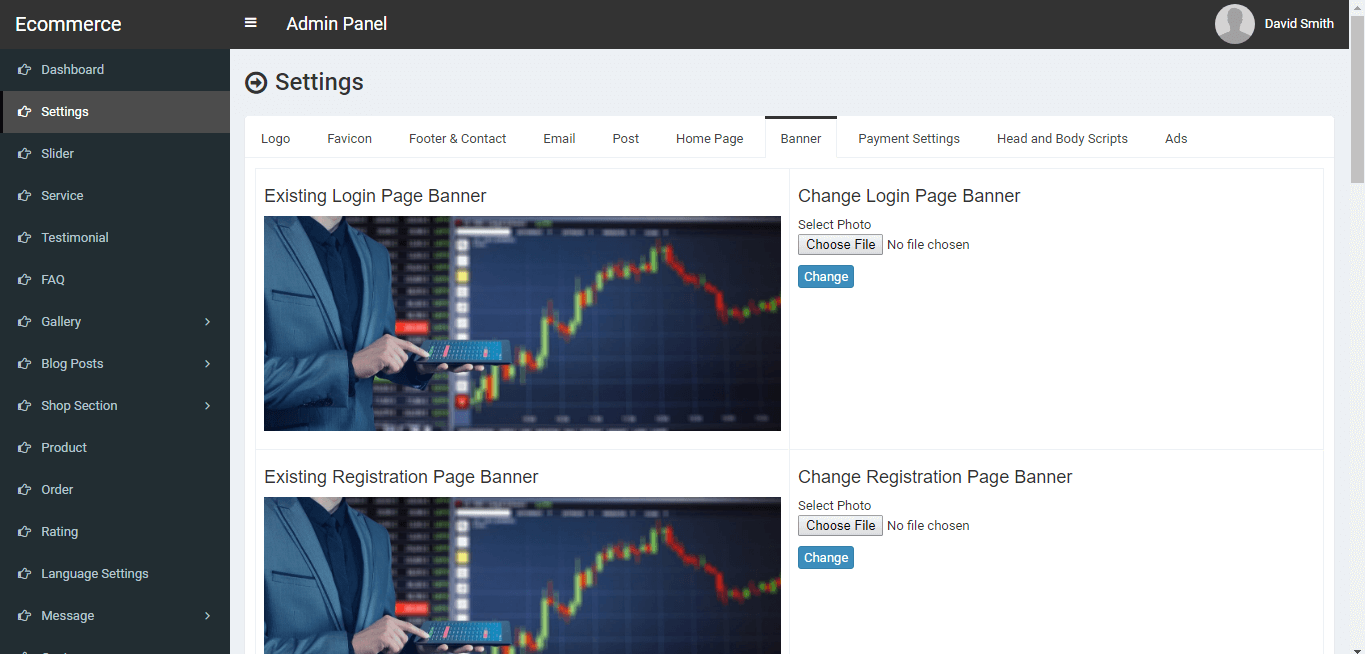 Ecommerce
Admin Panel
David Smith
Dashboard
Settings
Slider
Service
Testimonial
FAQ
Gallery
Blog Posts
Shop Section
Product
Order
Rating
Language Settings
Message
Settings
Logo Favicon Footer & Contact Email Post Home Page Banner Payment Settings Head and Body Scripts Ads
Existing Login Page Banner
Change Login Page Banner
Select Photo
Choose File No file chosen
Change
Existing Registration Page Banner
Change Registration Page Banner
Select Photo
Choose File No file chosen
Change